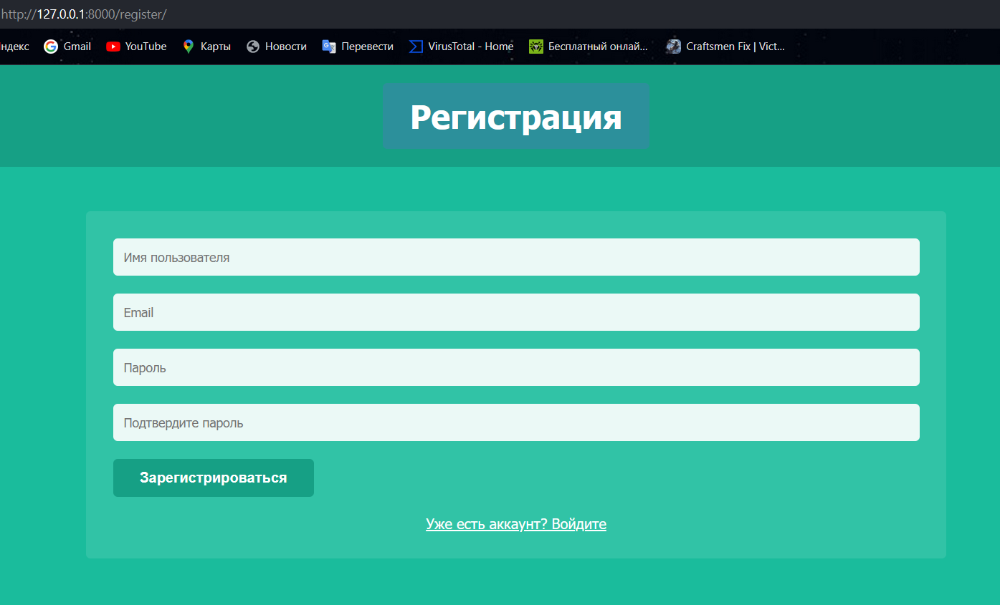 http://127.0.0.1:8000/register/
ндекс Gmail YouTube Карты Новости Перевести VirusTotal - Home Бесплатный онлай... Craftsmen Fix | Vict...
Регистрация
Имя пользователя
Email
Пароль
Подтвердите пароль
Зарегистрироваться
Уже есть аккаунт? Войдите